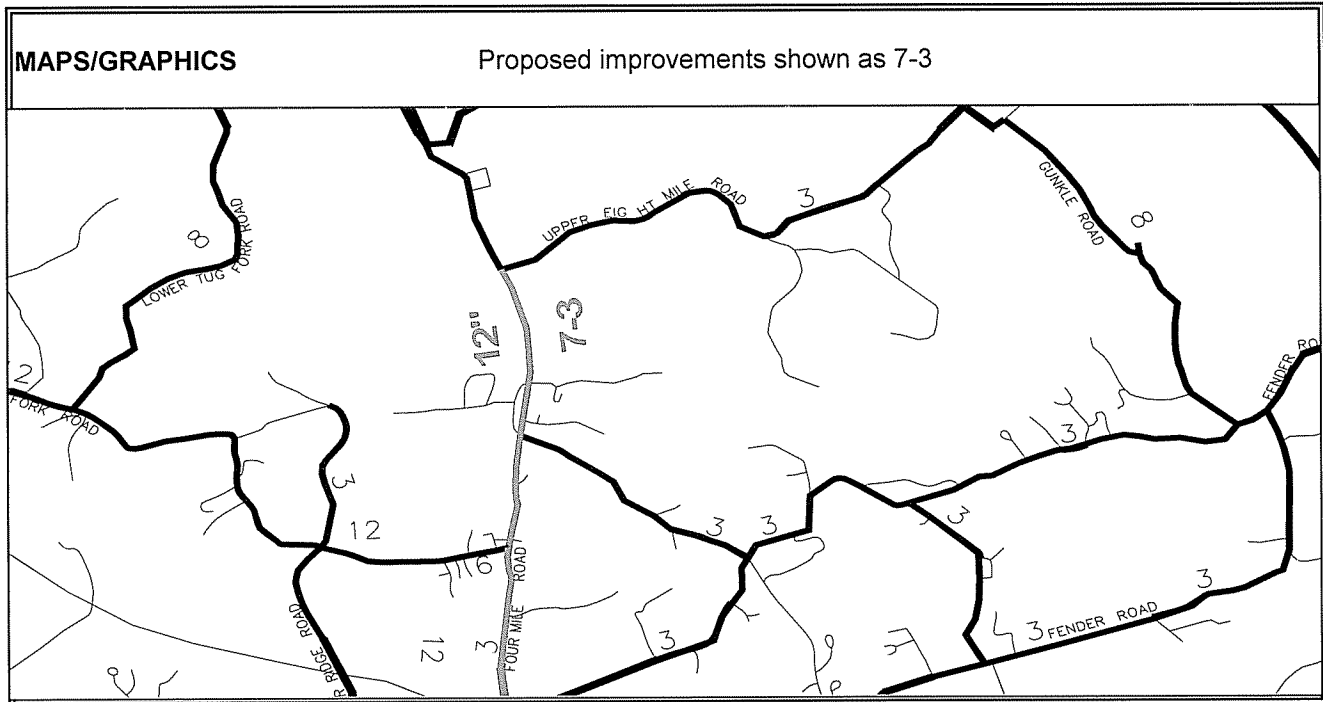 MAPS/GRAPHICS
Proposed improvements shown as 7-3
UPPER EIGHT MILE ROAD
3
GUNKLE ROAD
8
8
LOWER TUG FORK ROAD
12"
7-3
2
FORK ROAD
FENDER RO
3
3
12
6
3
3
3
FOUR MILE ROAD
12
3
R RIDGE ROAD
3
3
3
FENDER ROAD